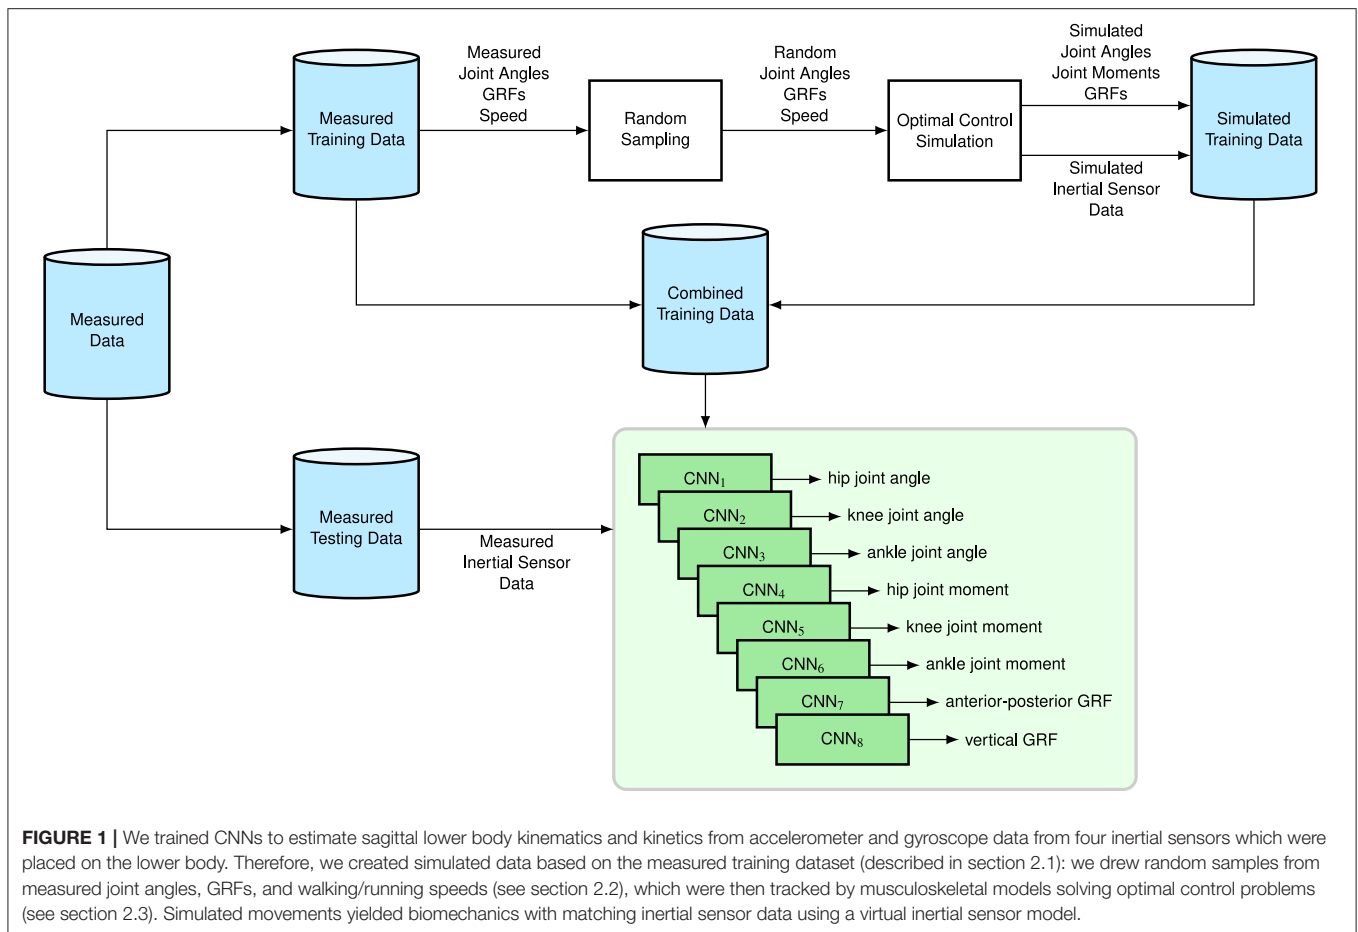 Measured
Joint Angles
GRFs
Speed
Random
Joint Angles
GRFs
Speed
Simulated
Joint Angles
Joint Moments
GRFs
Measured
Training Data
Random
Sampling
Optimal Control
Simulation
Simulated
Training Data
Simulated
Inertial Sensor
Data
Measured
Data
Combined
Training Data
Measured
Testing Data
Measured
Inertial Sensor
Data
CNN₁ hip joint angle
CNN₂ knee joint angle
CNN₃ ankle joint angle
CNN₄ hip joint moment
CNN₅ knee joint moment
CNN₆ ankle joint moment
CNN₇ anterior-posterior GRF
CNN₈ vertical GRF
FIGURE 1 | We trained CNNs to estimate sagittal lower body kinematics and kinetics from accelerometer and gyroscope data from four inertial sensors which were
placed on the lower body. Therefore, we created simulated data based on the measured training dataset (described in section 2.1): we drew random samples from
measured joint angles, GRFs, and walking/running speeds (see section 2.2), which were then tracked by musculoskeletal models solving optimal control problems
(see section 2.3). Simulated movements yielded biomechanics with matching inertial sensor data using a virtual inertial sensor model.